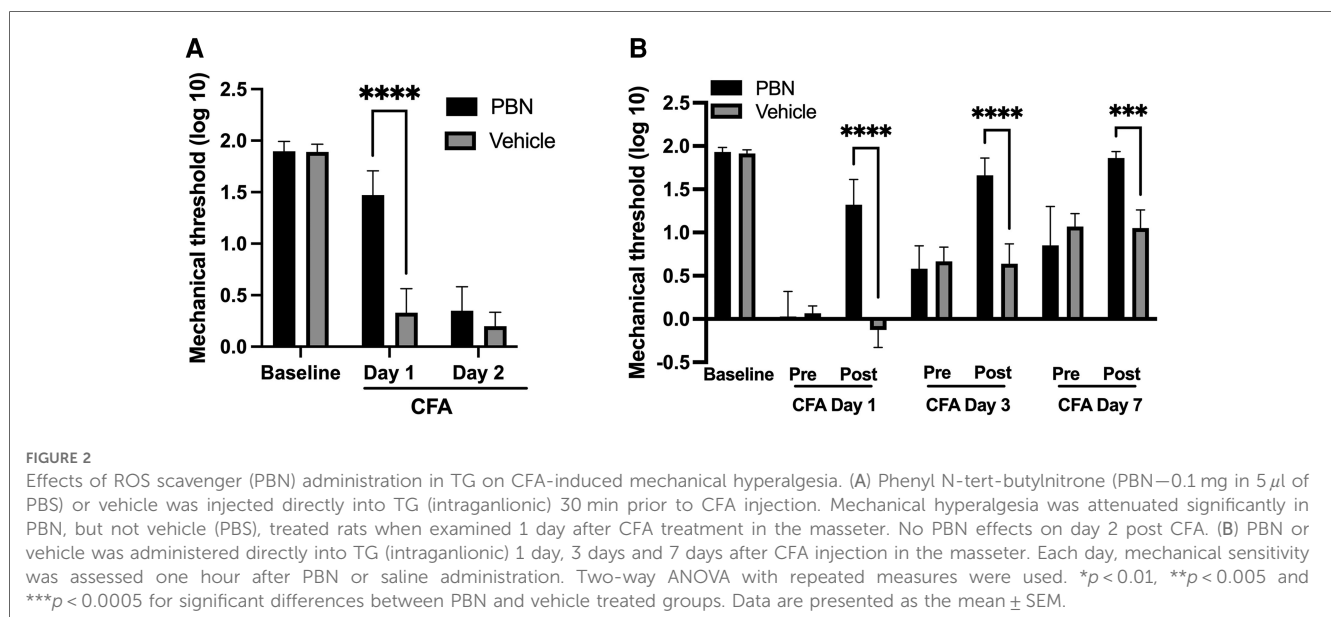 A
Mechanical threshold (log 10)
2.5
2.0
1.5
1.0
0.5
0.0
****
PBN
Vehicle
Baseline
Day 1
Day 2
CFA
B
Mechanical threshold (log 10)
2.5
2.0
1.5
1.0
0.5
0.0
-0.5
PBN
Vehicle
****
****
***
Baseline
Pre
Post
Pre
Post
Pre
Post
CFA Day 1
CFA Day 3
CFA Day 7
FIGURE 2
Effects of ROS scavenger (PBN) administration in TG on CFA-induced mechanical hyperalgesia. (A) Phenyl N-tert-butylnitrone (PBN—0.1 mg in 5 μl of
PBS) or vehicle was injected directly into TG (intraganlionic) 30 min prior to CFA injection. Mechanical hyperalgesia was attenuated significantly in
PBN, but not vehicle (PBS), treated rats when examined 1 day after CFA treatment in the masseter. No PBN effects on day 2 post CFA. (B) PBN or
vehicle was administered directly into TG (intraganlionic) 1 day, 3 days and 7 days after CFA injection in the masseter. Each day, mechanical sensitivity
was assessed one hour after PBN or saline administration. Two-way ANOVA with repeated measures were used. *p < 0.01, **p < 0.005 and
***p < 0.0005 for significant differences between PBN and vehicle treated groups. Data are presented as the mean ± SEM.